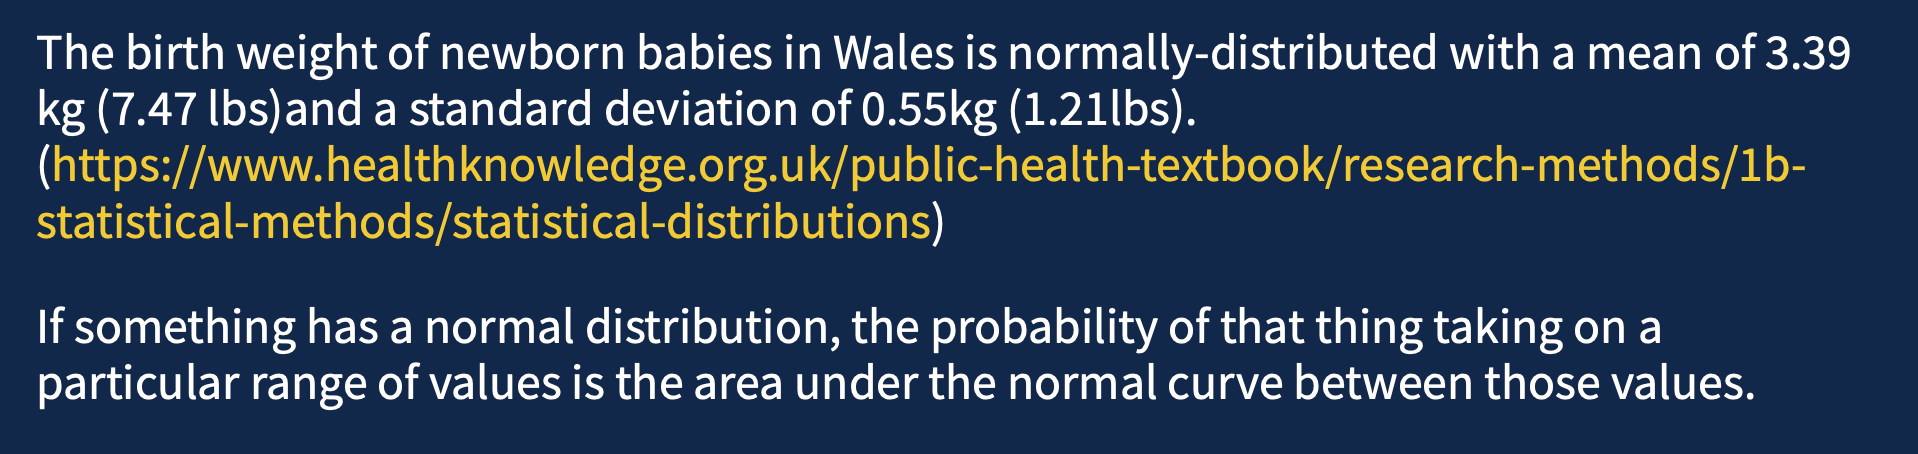 The birth weight of newborn babies in Wales is normally-distributed with a mean of 3.39
kg (7.47 lbs)and a standard deviation of 0.55kg (1.21lbs).
(https://www.healthknowledge.org.uk/public-health-textbook/research-methods/1b-
statistical-methods/statistical-distributions)
If something has a normal distribution, the probability of that thing taking on a
particular range of values is the area under the normal curve between those values.